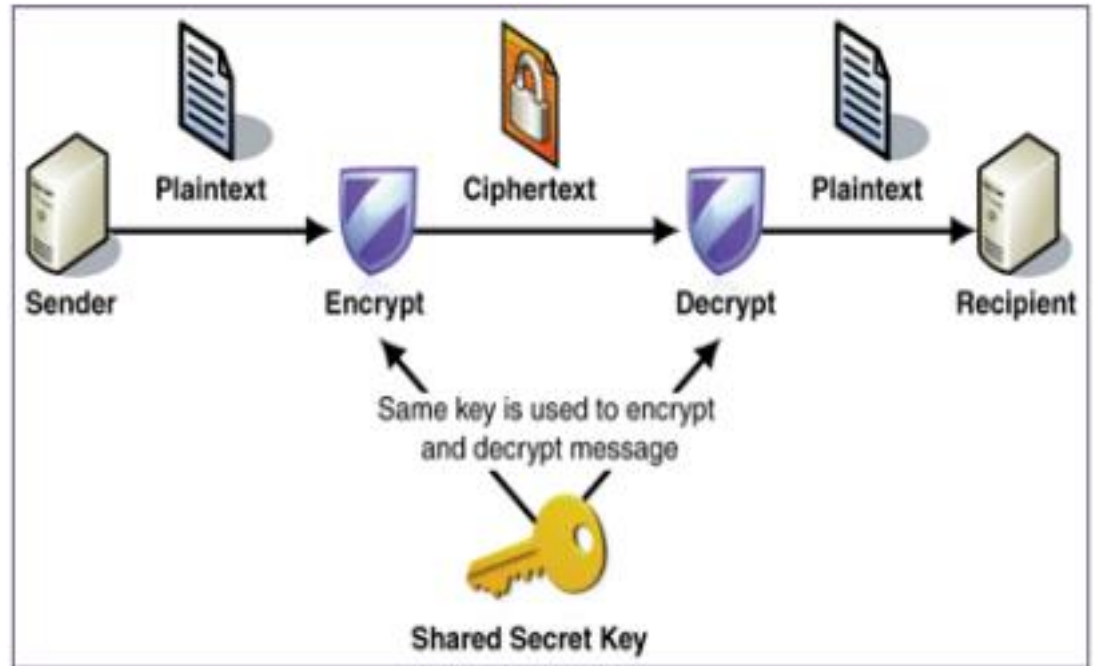 Plaintext
Ciphertext
Plaintext
Sender
Encrypt
Decrypt
Recipient
Same key is used to encrypt
and decrypt message
Shared Secret Key